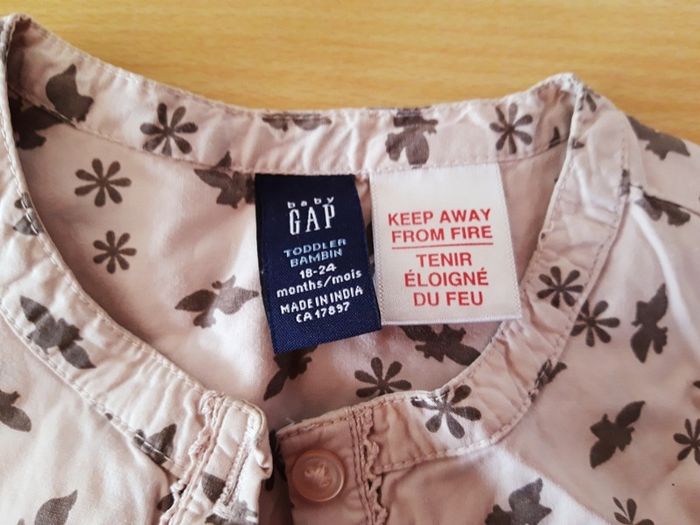 baby
GAP
TODDLER
BAMBIN
18-24
months/mois
MADE IN INDIA
CA 17897
KEEP AWAY
FROM FIRE
TENIR
ÉLOIGNÉ
DU FEU